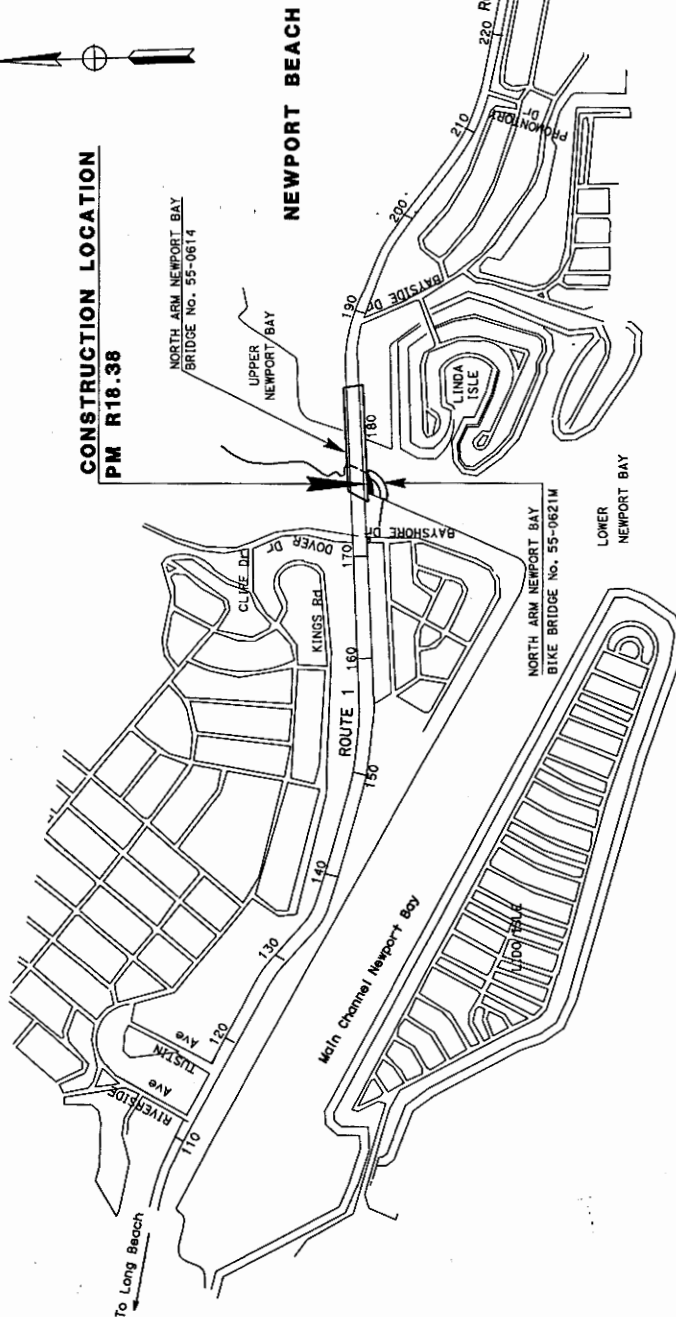 CONSTRUCTION LOCATION
PM R18.38
NORTH ARM NEWPORT BAY
BRIDGE No. 55-0614
NEWPORT BEACH
UPPER
NEWPORT BAY
To Long Beach
RIVERSIDE
Ave
TUSTIN
Ave
CLIFF Dr
KINGS Rd
DOVER Dr
BAYSHORE Dr
ROUTE 1
110
120
130
140
150
160
170
180
190
200
210
220
BAYSIDE Dr
PROMONTORY
Dr
LINDA
ISLE
NORTH ARM NEWPORT BAY
BIKE BRIDGE No. 55-0621M
LOWER
NEWPORT BAY
Main Channel Newport Bay
LIDO ISLE